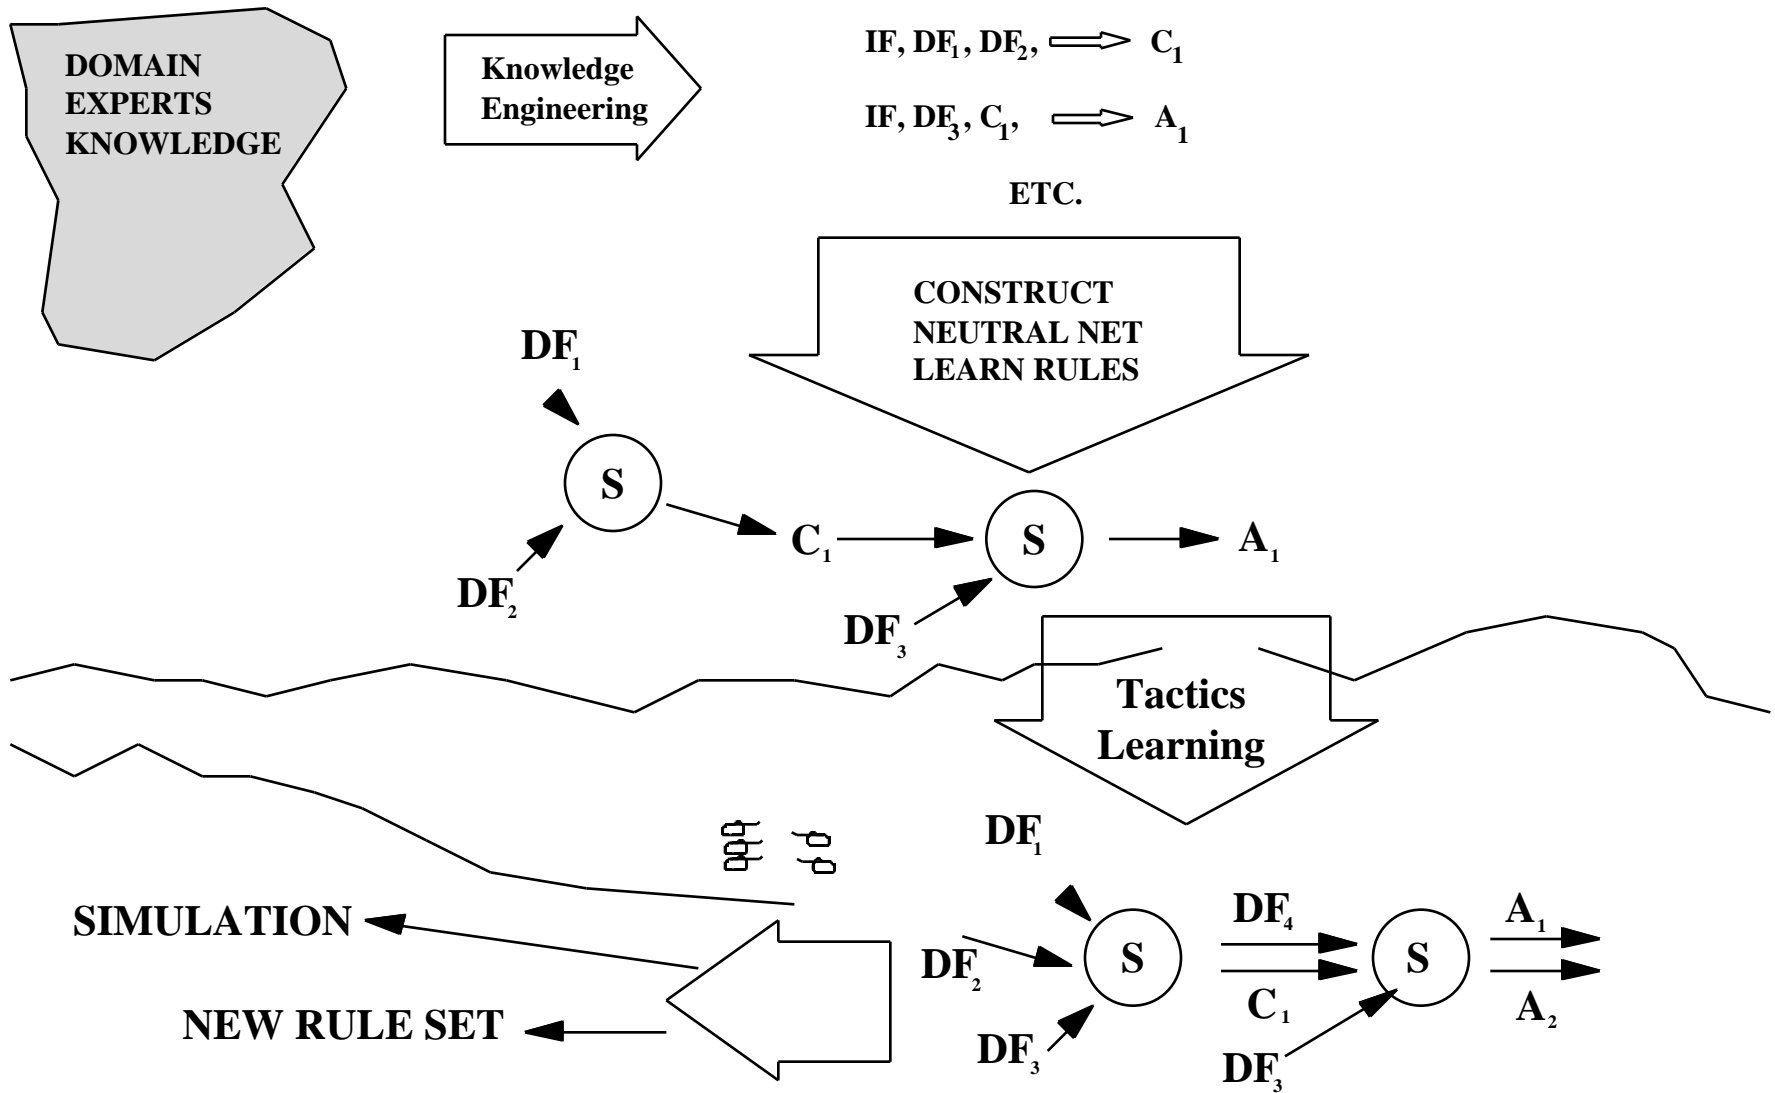 DOMAIN
EXPERTS
KNOWLEDGE
Knowledge
Engineering
IF, DF1, DF2, ⇒ C1
IF, DF3, C1, ⇒ A1
ETC.
CONSTRUCT
NEUTRAL NET
LEARN RULES
DF1
S
DF2
C1
S
A1
DF3
Tactics
Learning
DF1
DF2
DF3
S
DF4
C1
S
DF3
A1
A2
SIMULATION
NEW RULE SET